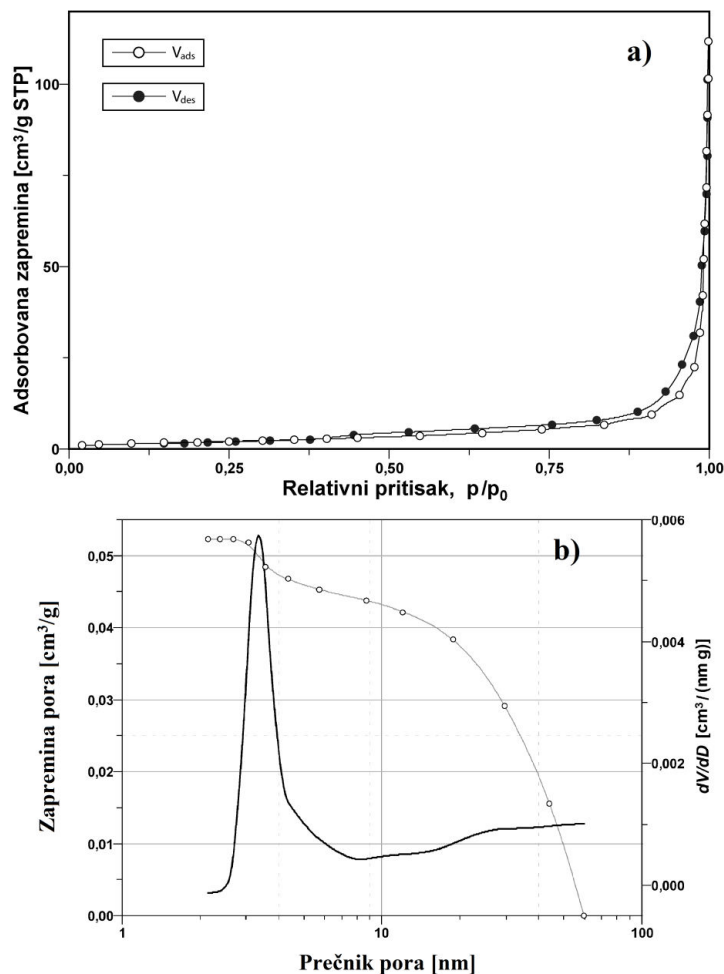 a)
V_ads
V_des
Adsorbovana zapremina [cm³/g STP]
100
50
0
0,00
0,25
0,50
0,75
1,00
Relativni pritisak, p/p₀
b)
Zapremina pora [cm³/g]
0,05
0,04
0,03
0,02
0,01
0,00
0,006
0,004
0,002
0,000
dV/dD [cm³/(nm g)]
1
10
100
Prečnik pora [nm]